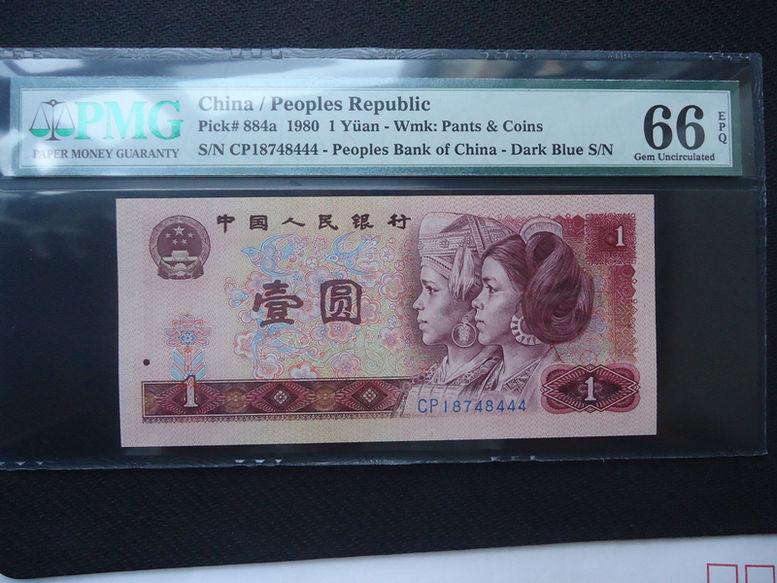 PMG
PAPER MONEY GUARANTY
China / Peoples Republic
Pick# 884a 1980 1 Yüan - Wmk: Pants & Coins
S/N CP18748444 - Peoples Bank of China - Dark Blue S/N
66 EPQ
Gem Uncirculated
中国人民银行
1
壹圆
1
1
CP18748444